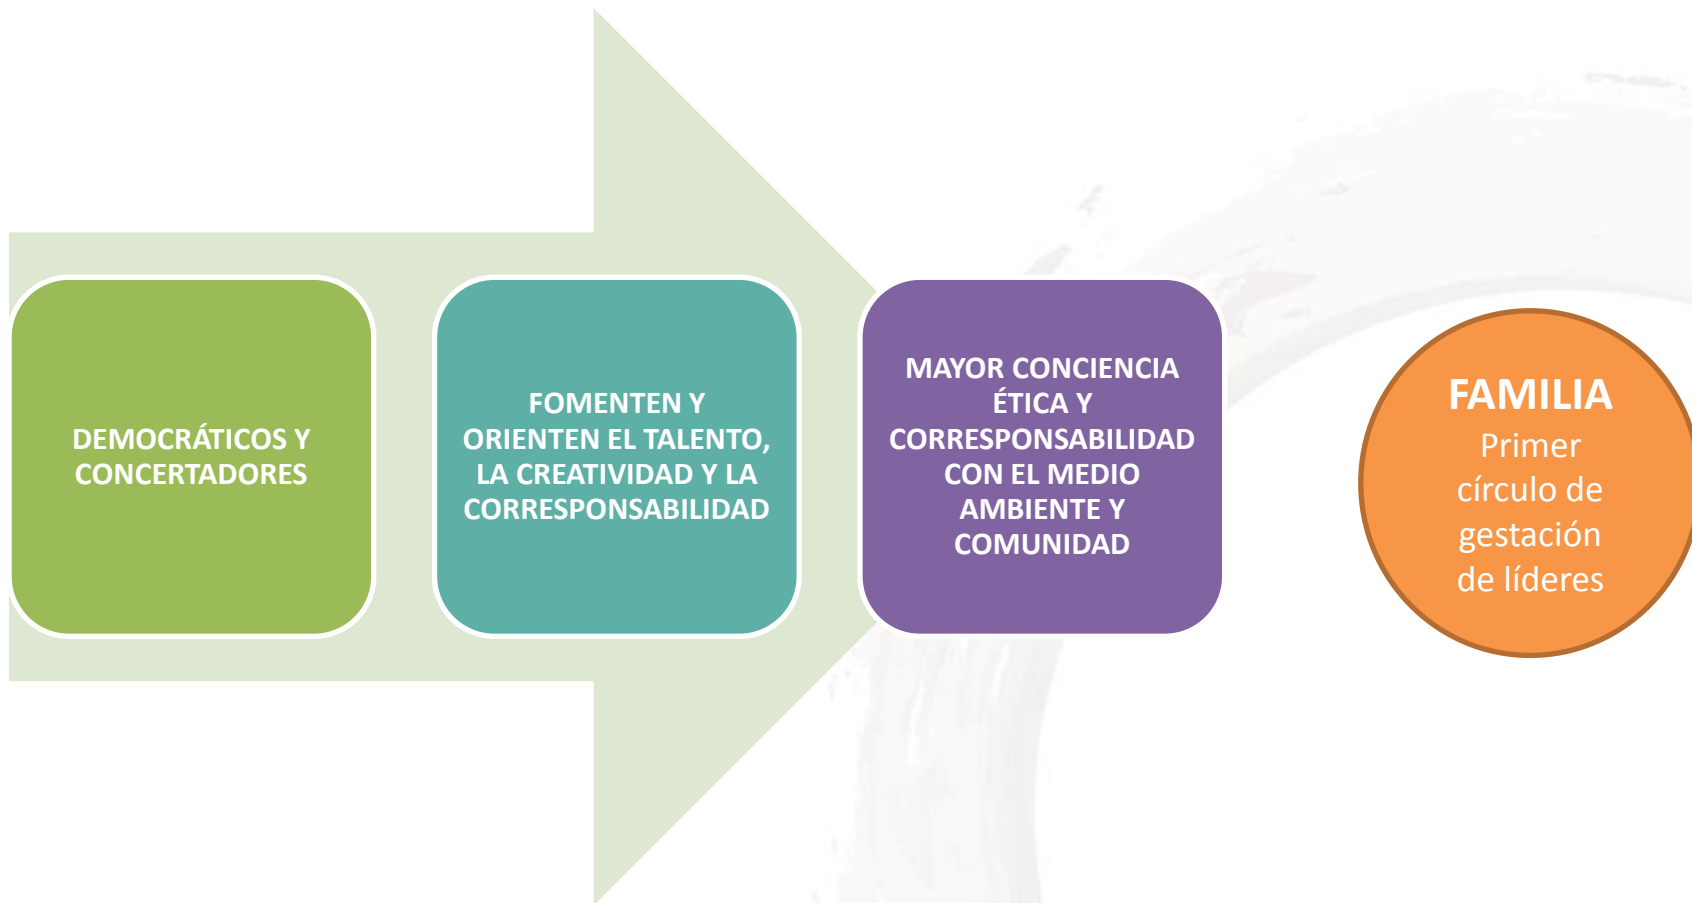 DEMOCRÁTICOS Y
CONCERTADORES
FOMENTEN Y
ORIENTEN EL TALENTO,
LA CREATIVIDAD Y LA
CORRESPONSABILIDAD
MAYOR CONCIENCIA
ÉTICA Y
CORRESPONSABILIDAD
CON EL MEDIO
AMBIENTE Y
COMUNIDAD
FAMILIA
Primer
círculo de
gestación
de líderes